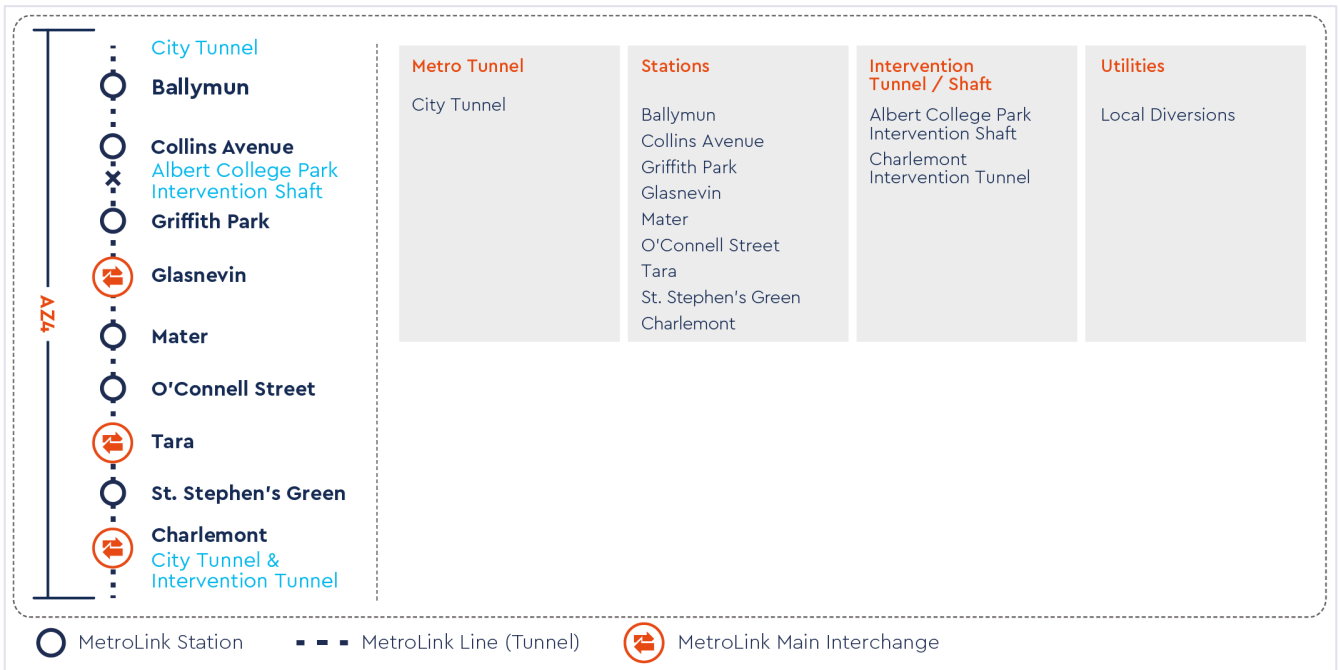 AZ4
City Tunnel
Ballymun
Collins Avenue
Albert College Park
Intervention Shaft
Griffith Park
Glasnevin
Mater
O'Connell Street
Tara
St. Stephen's Green
Charlemont
City Tunnel &
Intervention Tunnel
Metro Tunnel
City Tunnel
Stations
Ballymun
Collins Avenue
Griffith Park
Glasnevin
Mater
O'Connell Street
Tara
St. Stephen's Green
Charlemont
Intervention
Tunnel / Shaft
Albert College Park
Intervention Shaft
Charlemont
Intervention Tunnel
Utilities
Local Diversions
MetroLink Station
MetroLink Line (Tunnel)
MetroLink Main Interchange